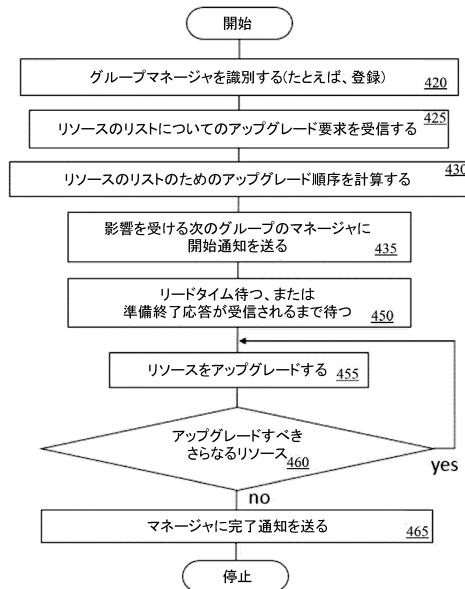 開始
グループマネージャを識別する(たとえば、登録)
420
リソースのリストについてのアップグレード要求を受信する
425
リソースのリストのためのアップグレード順序を計算する
430
影響を受ける次のグループのマネージャに
開始通知を送る
435
リードタイム待つ、または
準備終了応答が受信されるまで待つ
450
リソースをアップグレードする
455
アップグレードすべき
さらなるリソース
460
yes
no
マネージャに完了通知を送る
465
停止